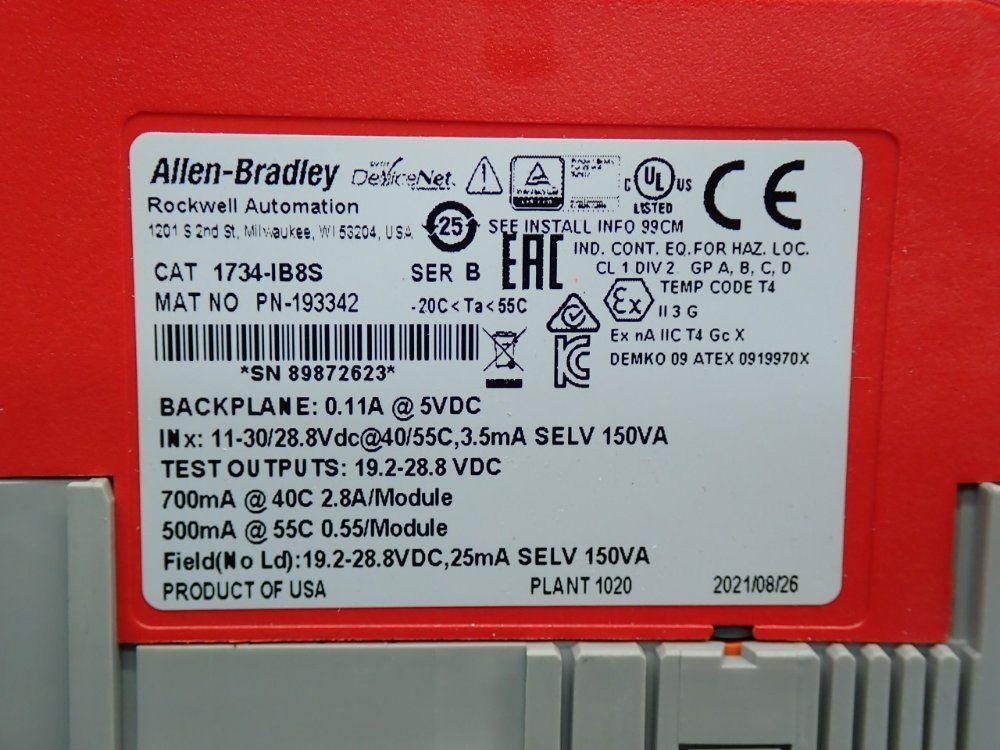 Allen-Bradley
DeviceNet
Rockwell Automation
1201 S 2nd St, Milwaukee, WI 53204, USA
25
C UL US
LISTED
CE
SEE INSTALL INFO 99CM
EAC
IND. CONT. EQ.FOR HAZ. LOC.
CL 1 DIV 2 GP A, B, C, D
TEMP CODE T4
CAT 1734-IB8S SER B
MAT NO PN-193342 -20C<Ta<55C
Ex
II 3 G
Ex nA IIC T4 Gc X
DEMKO 09 ATEX 0919970X
*SN 89872623*
BACKPLANE: 0.11A @ 5VDC
INx: 11-30/28.8Vdc@40/55C,3.5mA SELV 150VA
TEST OUTPUTS: 19.2-28.8 VDC
700mA @ 40C 2.8A/Module
500mA @ 55C 0.55/Module
Field(No Ld):19.2-28.8VDC,25mA SELV 150VA
PRODUCT OF USA PLANT 1020 2021/08/26